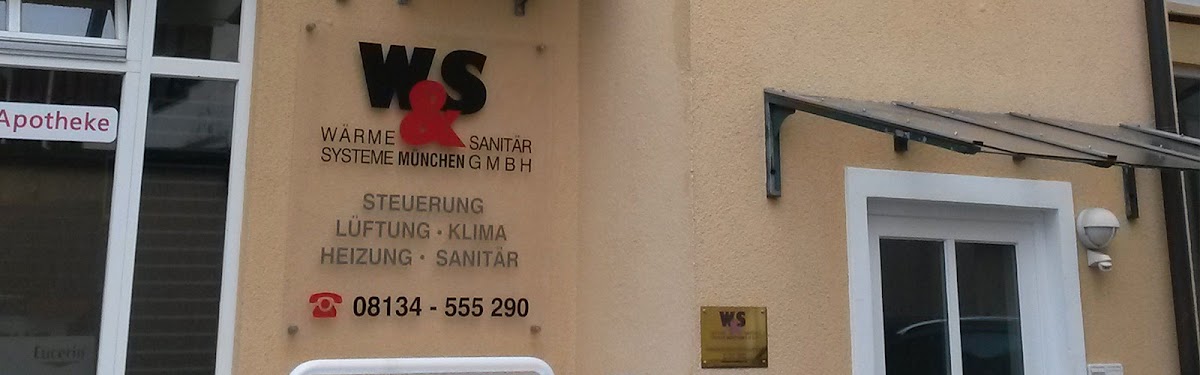 Apotheke
W&S
WÄRME & SANITÄR
SYSTEME MÜNCHEN GMBH
STEUERUNG
LÜFTUNG · KLIMA
HEIZUNG · SANITÄR
☎ 08134 - 555 290
W&S
Eucerin